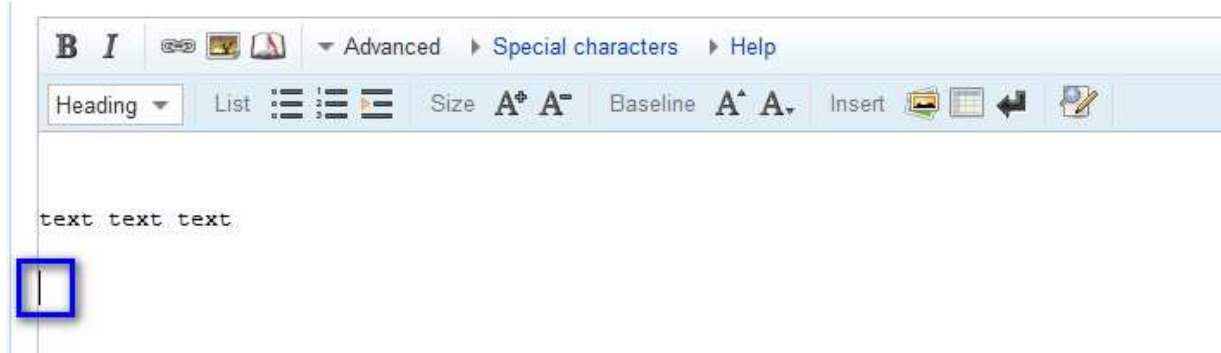 B I Advanced Special characters Help
Heading List Size A A Baseline A A Insert
text text text